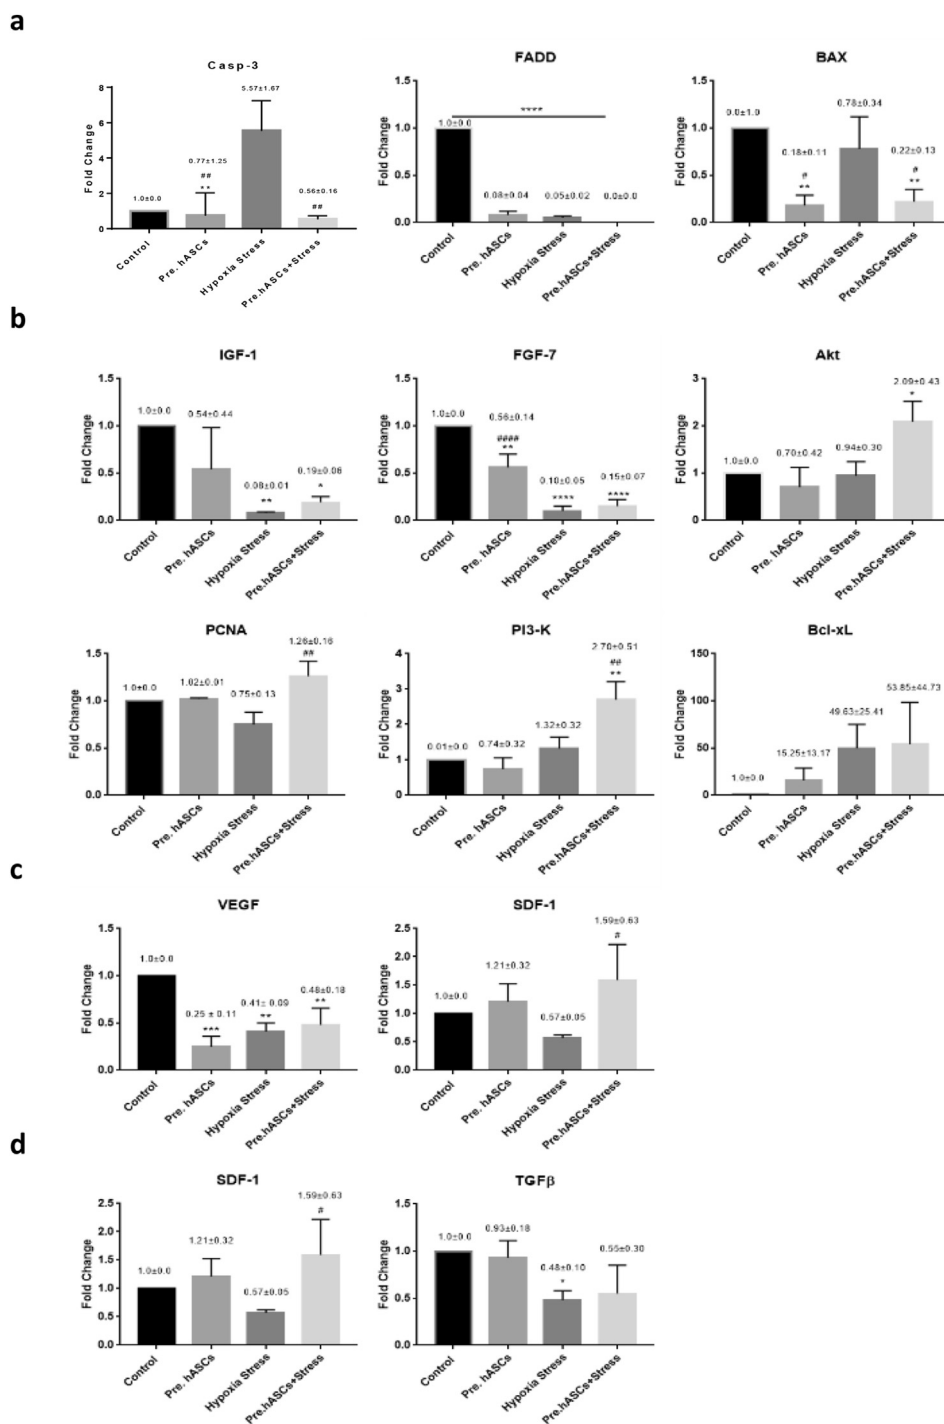 a
Casp-3
Fold Change
8
6
4
2
0
1.0±0.0
0.77±1.25
##
**
5.57±1.67
0.56±0.16
##
Control
Pre. hASCs
Hypoxia Stress
Pre.hASCs+Stress
FADD
Fold Change
1.5
1.0
0.5
0.0
****
1.0±0.0
0.08±0.04
0.05±0.02
0.0±0.0
Control
Pre. hASCs
Hypoxia Stress
Pre.hASCs+Stress
BAX
Fold Change
1.5
1.0
0.5
0.0
0.0±1.0
0.18±0.11
#
**
0.78±0.34
0.22±0.13
#
**
Control
Pre. hASCs
Hypoxia Stress
Pre.hASCs+Stress
b
IGF-1
Fold Change
1.5
1.0
0.5
0.0
1.0±0.0
0.54±0.44
0.08±0.01
**
0.19±0.06
*
Control
Pre. hASCs
Hypoxia Stress
Pre.hASCs+Stress
FGF-7
Fold Change
1.5
1.0
0.5
0.0
1.0±0.0
0.56±0.14
####
**
0.10±0.05
****
0.15±0.07
****
Control
Pre. hASCs
Hypoxia Stress
Pre.hASCs+Stress
Akt
Fold Change
3
2
1
0
1.0±0.0
0.70±0.42
0.94±0.30
2.09±0.43
*
Control
Pre. hASCs
Hypoxia Stress
Pre.hASCs+Stress
PCNA
Fold Change
1.5
1.0
0.5
0.0
1.0±0.0
1.02±0.01
0.75±0.13
1.26±0.16
##
Control
Pre. hASCs
Hypoxia Stress
Pre.hASCs+Stress
PI3-K
Fold Change
4
3
2
1
0
0.01±0.0
0.74±0.32
1.32±0.32
2.70±0.51
##
**
Control
Pre. hASCs
Hypoxia Stress
Pre.hASCs+Stress
Bcl-xL
Fold Change
150
100
50
0
1.0±0.0
15.25±13.17
49.63±25.41
53.85±44.73
Control
Pre. hASCs
Hypoxia Stress
Pre.hASCs+Stress
c
VEGF
Fold Change
1.5
1.0
0.5
0.0
1.0±0.0
0.25 ± 0.11
***
0.41± 0.09
**
0.48±0.18
**
Control
Pre. hASCs
Hypoxia Stress
Pre.hASCs+Stress
SDF-1
Fold Change
2.5
2.0
1.5
1.0
0.5
0.0
1.0±0.0
1.21±0.32
0.57±0.05
1.59±0.63
#
Control
Pre. hASCs
Hypoxia Stress
Pre.hASCs+Stress
d
SDF-1
Fold Change
2.5
2.0
1.5
1.0
0.5
0.0
1.0±0.0
1.21±0.32
0.57±0.05
1.59±0.63
#
Control
Pre. hASCs
Hypoxia Stress
Pre.hASCs+Stress
TGFβ
Fold Change
1.5
1.0
0.5
0.0
1.0±0.0
0.93±0.18
0.48±0.10
*
0.55±0.30
Control
Pre. hASCs
Hypoxia Stress
Pre.hASCs+Stress